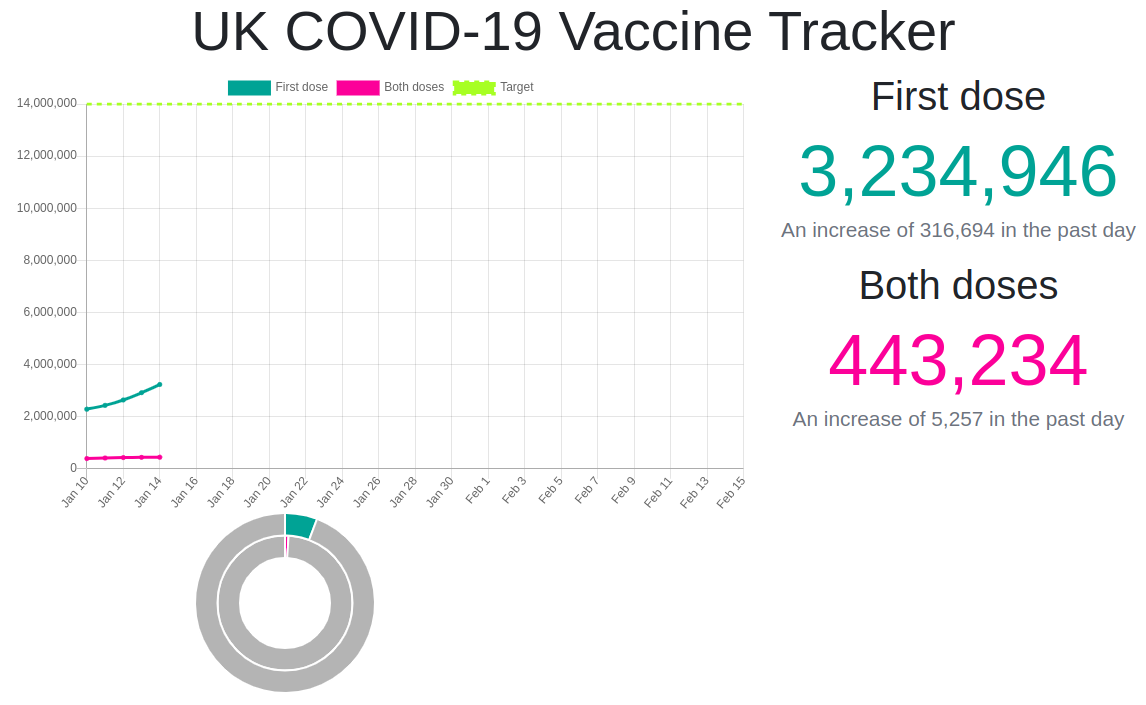 UK COVID-19 Vaccine Tracker
First dose
Both doses
Target
14,000,000
12,000,000
10,000,000
8,000,000
6,000,000
4,000,000
2,000,000
0
Jan 10
Jan 12
Jan 14
Jan 16
Jan 18
Jan 20
Jan 22
Jan 24
Jan 26
Jan 28
Jan 30
Feb 1
Feb 3
Feb 5
Feb 7
Feb 9
Feb 11
Feb 13
Feb 15
First dose
3,234,946
An increase of 316,694 in the past day
Both doses
443,234
An increase of 5,257 in the past day